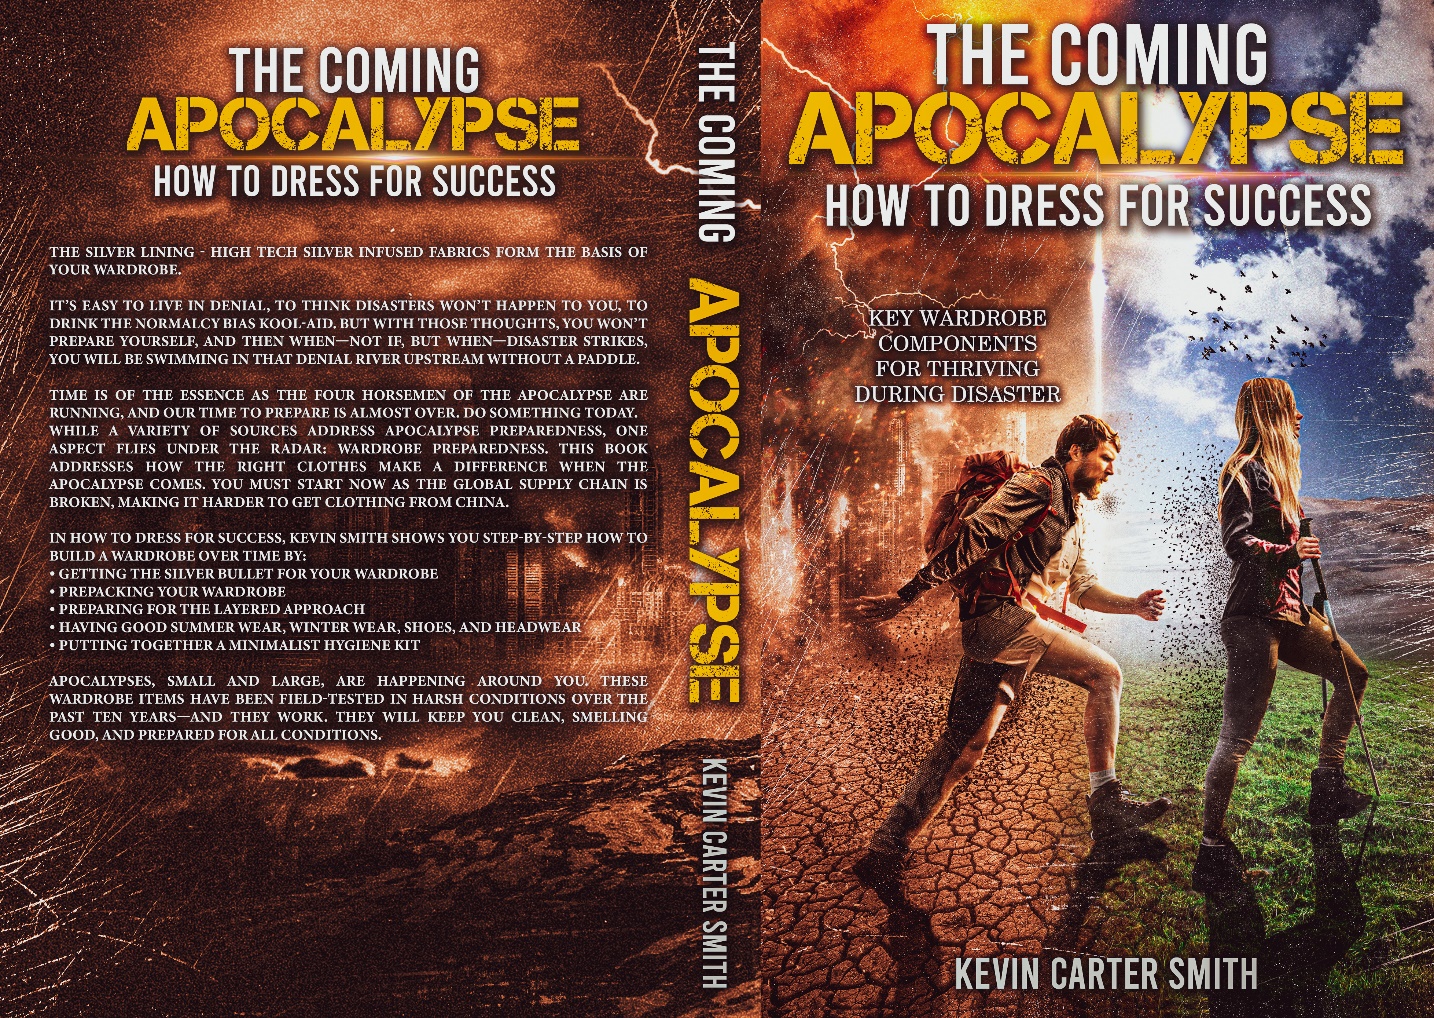 THE COMING
APOCALYPSE
HOW TO DRESS FOR SUCCESS
THE SILVER LINING - HIGH TECH SILVER INFUSED FABRICS FORM THE BASIS OF
YOUR WARDROBE.
IT'S EASY TO LIVE IN DENIAL, TO THINK DISASTERS WON'T HAPPEN TO YOU, TO
DRINK THE NORMALCY BIAS KOOL-AID. BUT WITH THOSE THOUGHTS, YOU WON'T
PREPARE YOURSELF, AND THEN WHEN—NOT IF, BUT WHEN—DISASTER STRIKES,
YOU WILL BE SWIMMING IN THAT DENIAL RIVER UPSTREAM WITHOUT A PADDLE.
TIME IS OF THE ESSENCE AS THE FOUR HORSEMEN OF THE APOCALYPSE ARE
RUNNING, AND OUR TIME TO PREPARE IS ALMOST OVER. DO SOMETHING TODAY.
WHILE A VARIETY OF SOURCES ADDRESS APOCALYPSE PREPAREDNESS, ONE
ASPECT FLIES UNDER THE RADAR: WARDROBE PREPAREDNESS. THIS BOOK
ADDRESSES HOW THE RIGHT CLOTHES MAKE A DIFFERENCE WHEN THE
APOCALYPSE COMES. YOU MUST START NOW AS THE GLOBAL SUPPLY CHAIN IS
BROKEN, MAKING IT HARDER TO GET CLOTHING FROM CHINA.
IN HOW TO DRESS FOR SUCCESS, KEVIN SMITH SHOWS YOU STEP-BY-STEP HOW TO
BUILD A WARDROBE OVER TIME BY:
• GETTING THE SILVER BULLET FOR YOUR WARDROBE
• PREPACKING YOUR WARDROBE
• PREPARING FOR THE LAYERED APPROACH
• HAVING GOOD SUMMER WEAR, WINTER WEAR, SHOES, AND HEADWEAR
• PUTTING TOGETHER A MINIMALIST HYGIENE KIT
APOCALYPSES, SMALL AND LARGE, ARE HAPPENING AROUND YOU. THESE
WARDROBE ITEMS HAVE BEEN FIELD-TESTED IN HARSH CONDITIONS OVER THE
PAST TEN YEARS—AND THEY WORK. THEY WILL KEEP YOU CLEAN, SMELLING
GOOD, AND PREPARED FOR ALL CONDITIONS.
THE COMING APOCALYPSE KEVIN CARTER SMITH
THE COMING
APOCALYPSE
HOW TO DRESS FOR SUCCESS
KEY WARDROBE
COMPONENTS
FOR THRIVING
DURING DISASTER
KEVIN CARTER SMITH